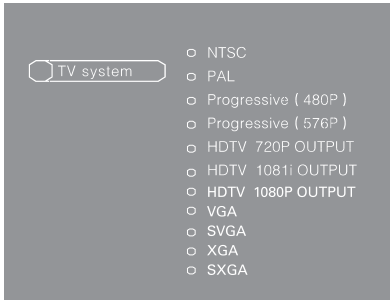 TV system
NTSC
PAL
Progressive ( 480P )
Progressive ( 576P )
HDTV 720P OUTPUT
HDTV 1081i OUTPUT
HDTV 1080P OUTPUT
VGA
SVGA
XGA
SXGA